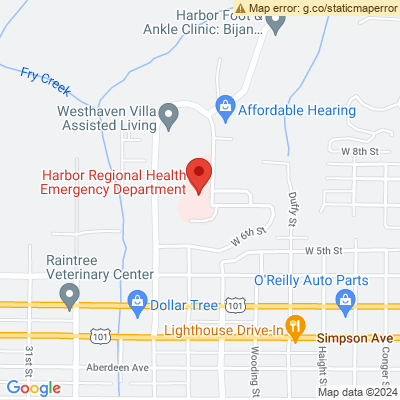 Map error: g.co/staticmaperror
Harbor Foot &
Ankle Clinic: Bijan...
Fry Creek
Westhaven Villa
Assisted Living
Affordable Hearing
W 8th St
Harbor Regional Health
Emergency Department
Duffy St
W 6th St
W 5th St
Raintree
Veterinary Center
O'Reilly Auto Parts
Dollar Tree
101
Lighthouse Drive-In
101
101
Simpson Ave
Aberdeen Ave
31st St
Wooding St
Haight St
Conger St
Google
Map data ©2024